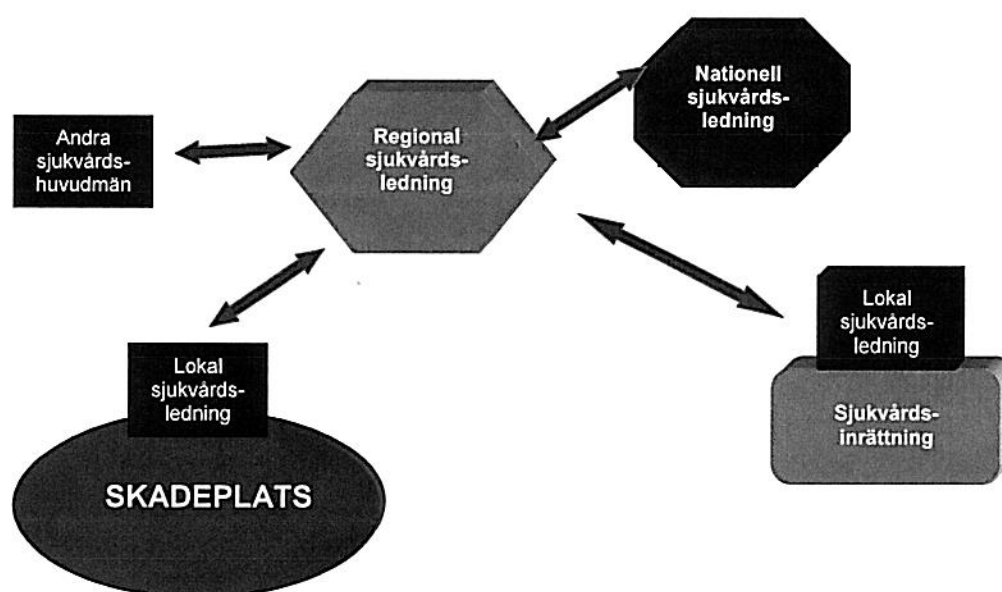 Nationell
sjukvårds-
ledning
Regional
sjukvårds-
ledning
Andra
sjukvårds-
huvudmän
Lokal
sjukvårds-
ledning
Lokal
sjukvårds-
ledning
Sjukvårds-
inrättning
SKADEPLATS